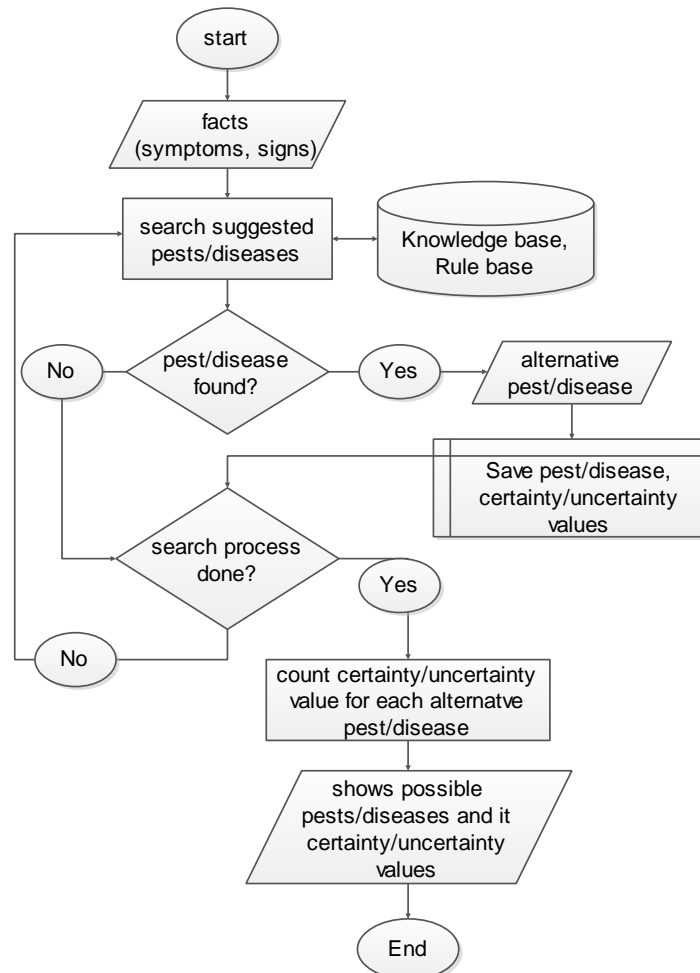 start
facts
(symptoms, signs)
search suggested
pests/diseases
Knowledge base,
Rule base
No
pest/disease
found?
Yes
alternative
pest/disease
Save pest/disease,
certainty/uncertainty
values
search process
done?
Yes
No
count certainty/uncertainty
value for each alternatve
pest/disease
shows possible
pests/diseases and it
certainty/uncertainty
values
End